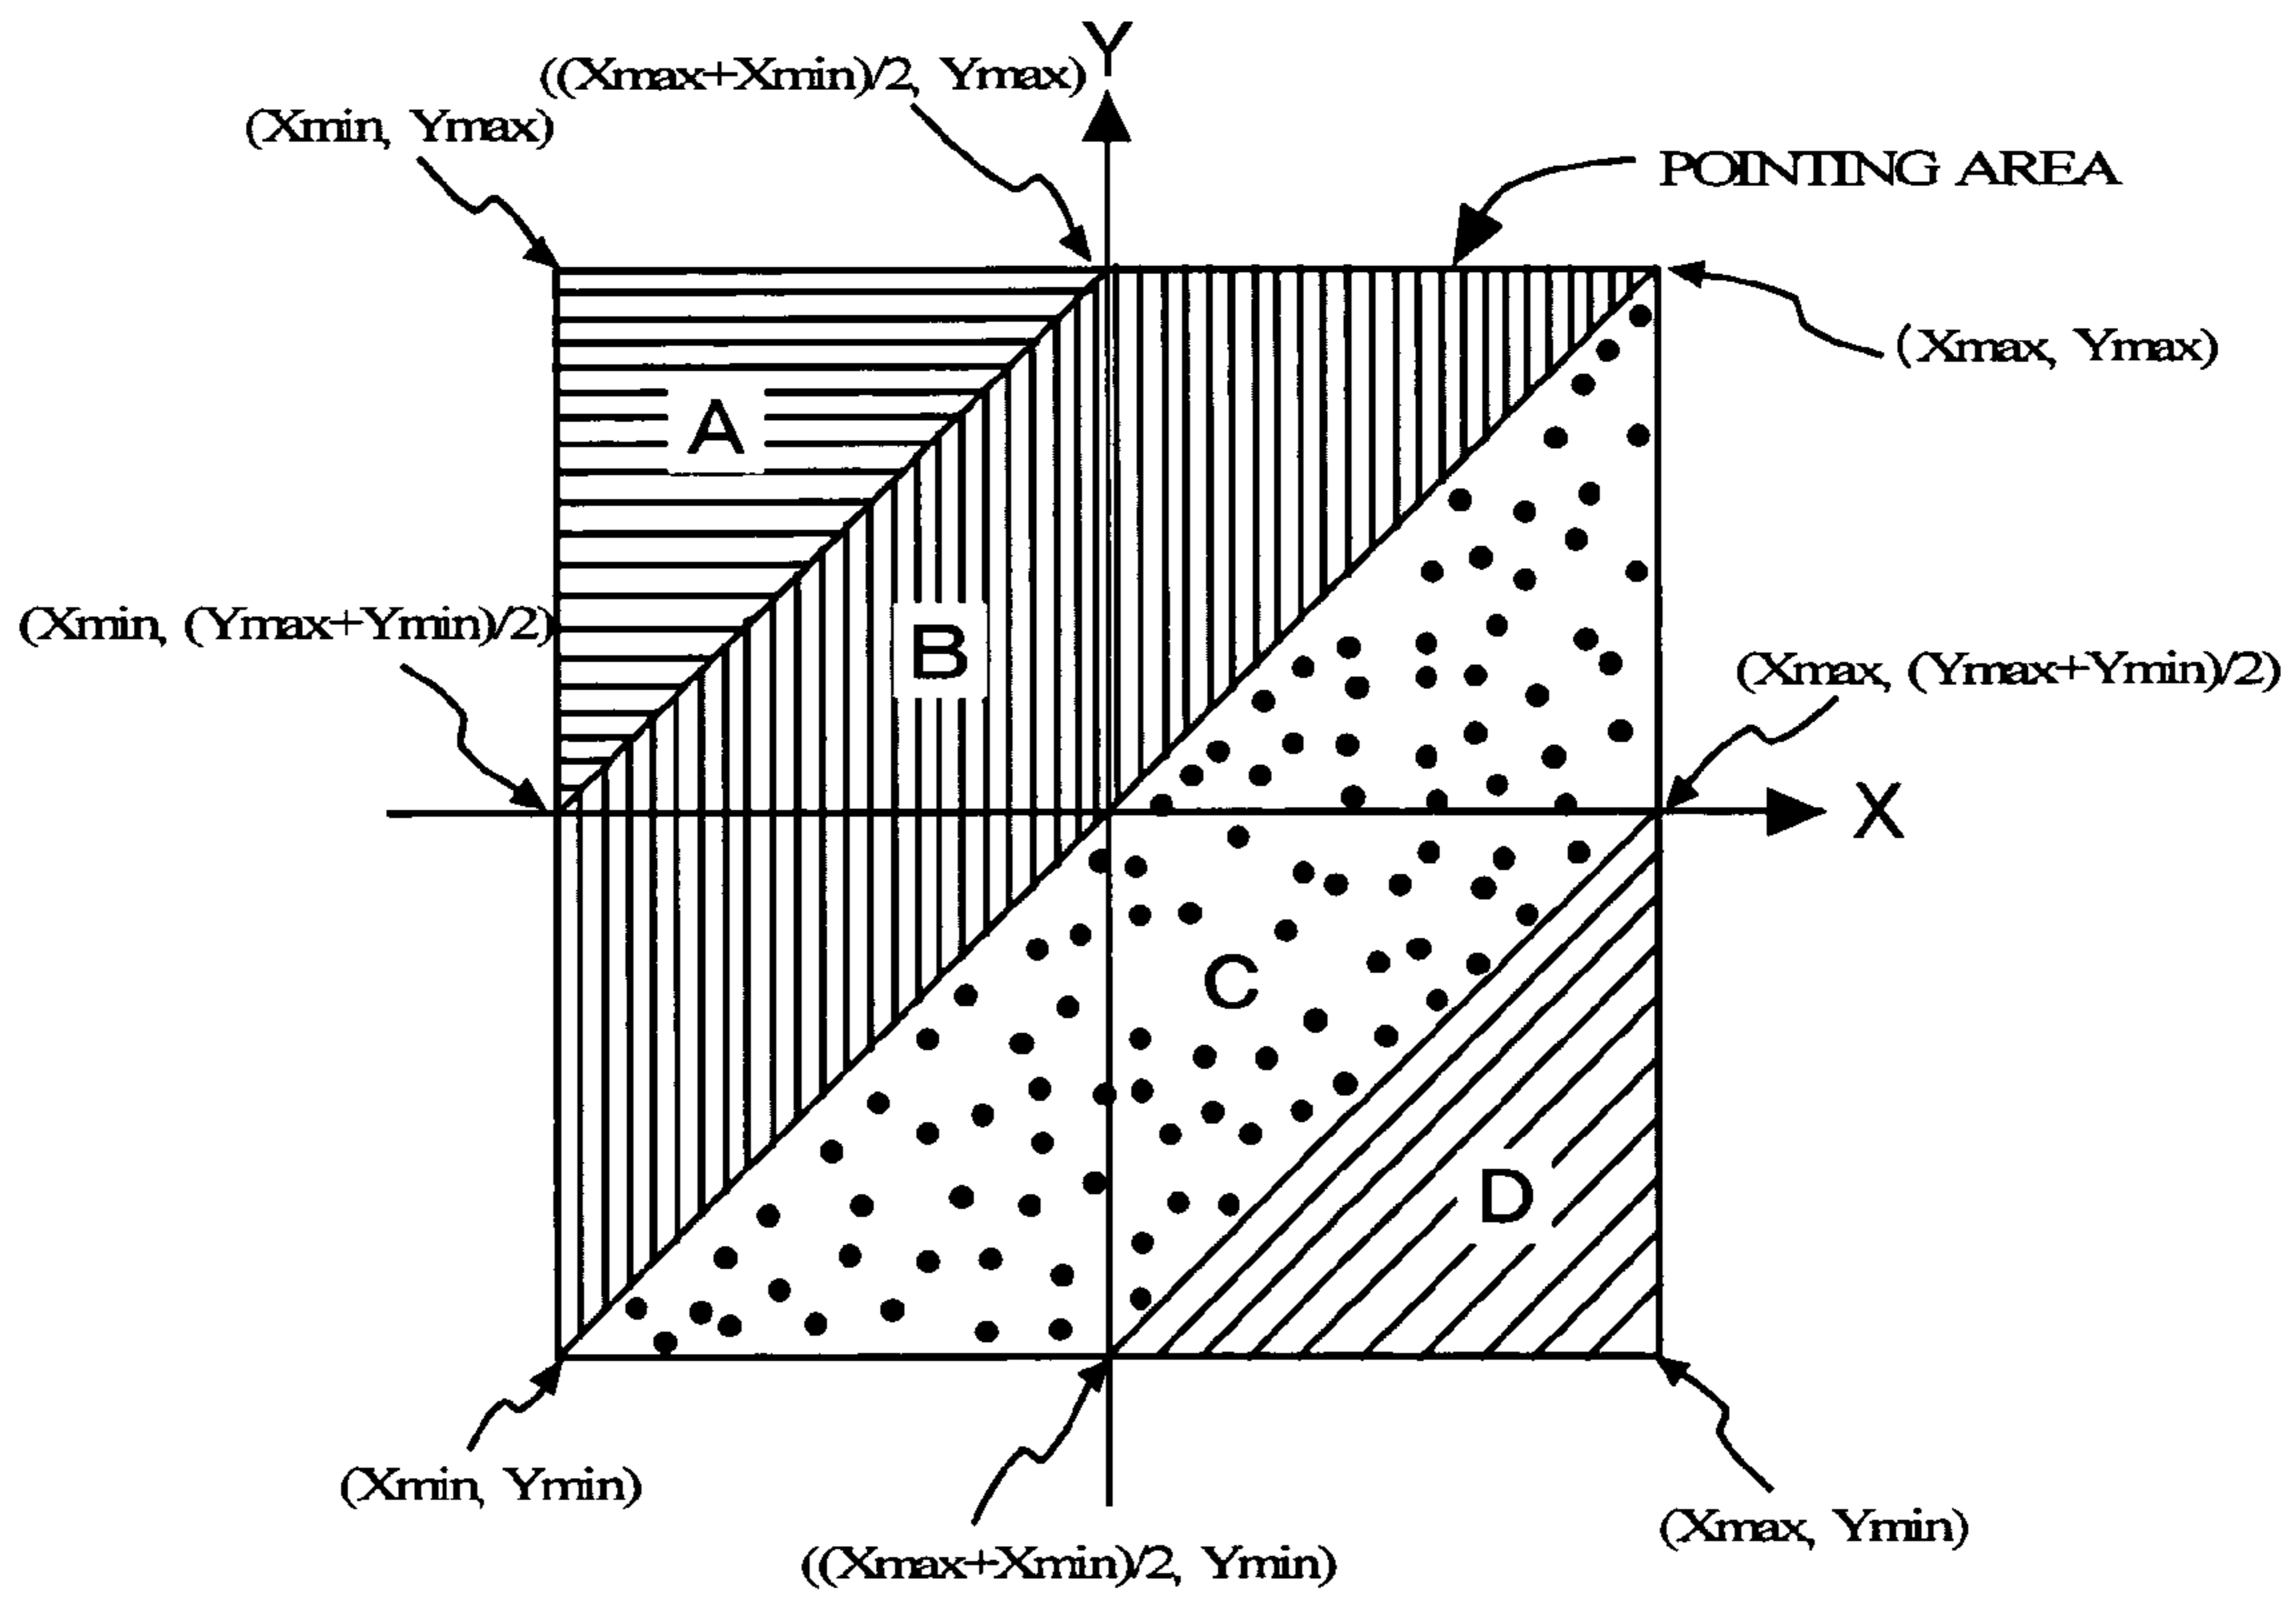 Y
((Xmax+Xmin)/2, Ymax)
(Xmin, Ymax)
POINTING AREA
(Xmax, Ymax)
A
(Xmin, (Ymax+Ymin)/2)
B
(Xmax, (Ymax+Ymin)/2)
X
C
D
(Xmin, Ymin)
(Xmax, Ymin)
((Xmax+Xmin)/2, Ymin)